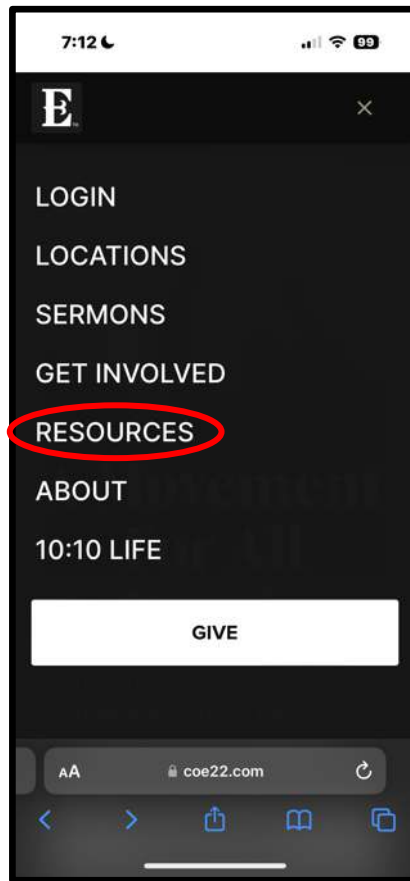 7:12
99
E
LOGIN
LOCATIONS
SERMONS
GET INVOLVED
RESOURCES
ABOUT
10:10 LIFE
GIVE
AA
coe22.com